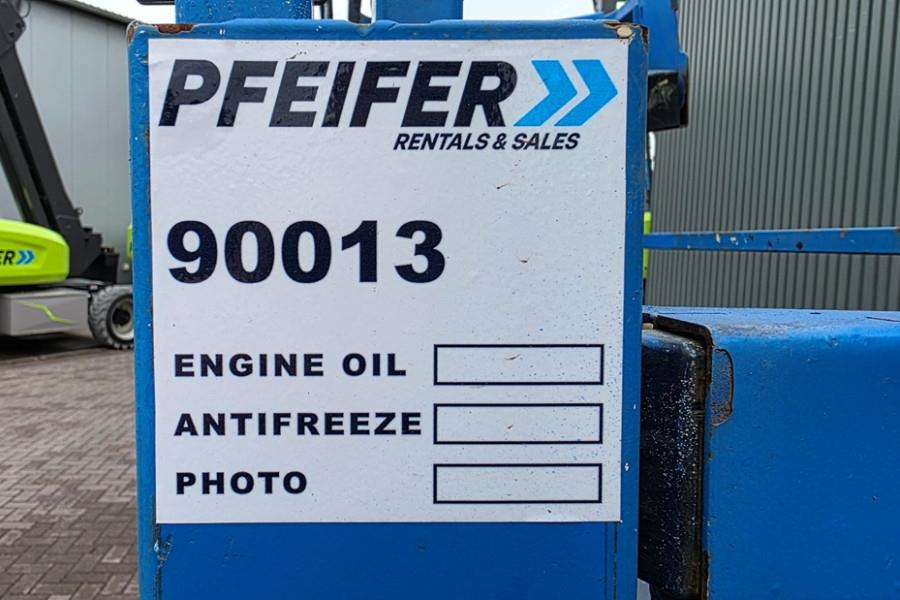 PFEIFER
RENTALS & SALES
90013
ENGINE OIL
ANTIFREEZE
PHOTO